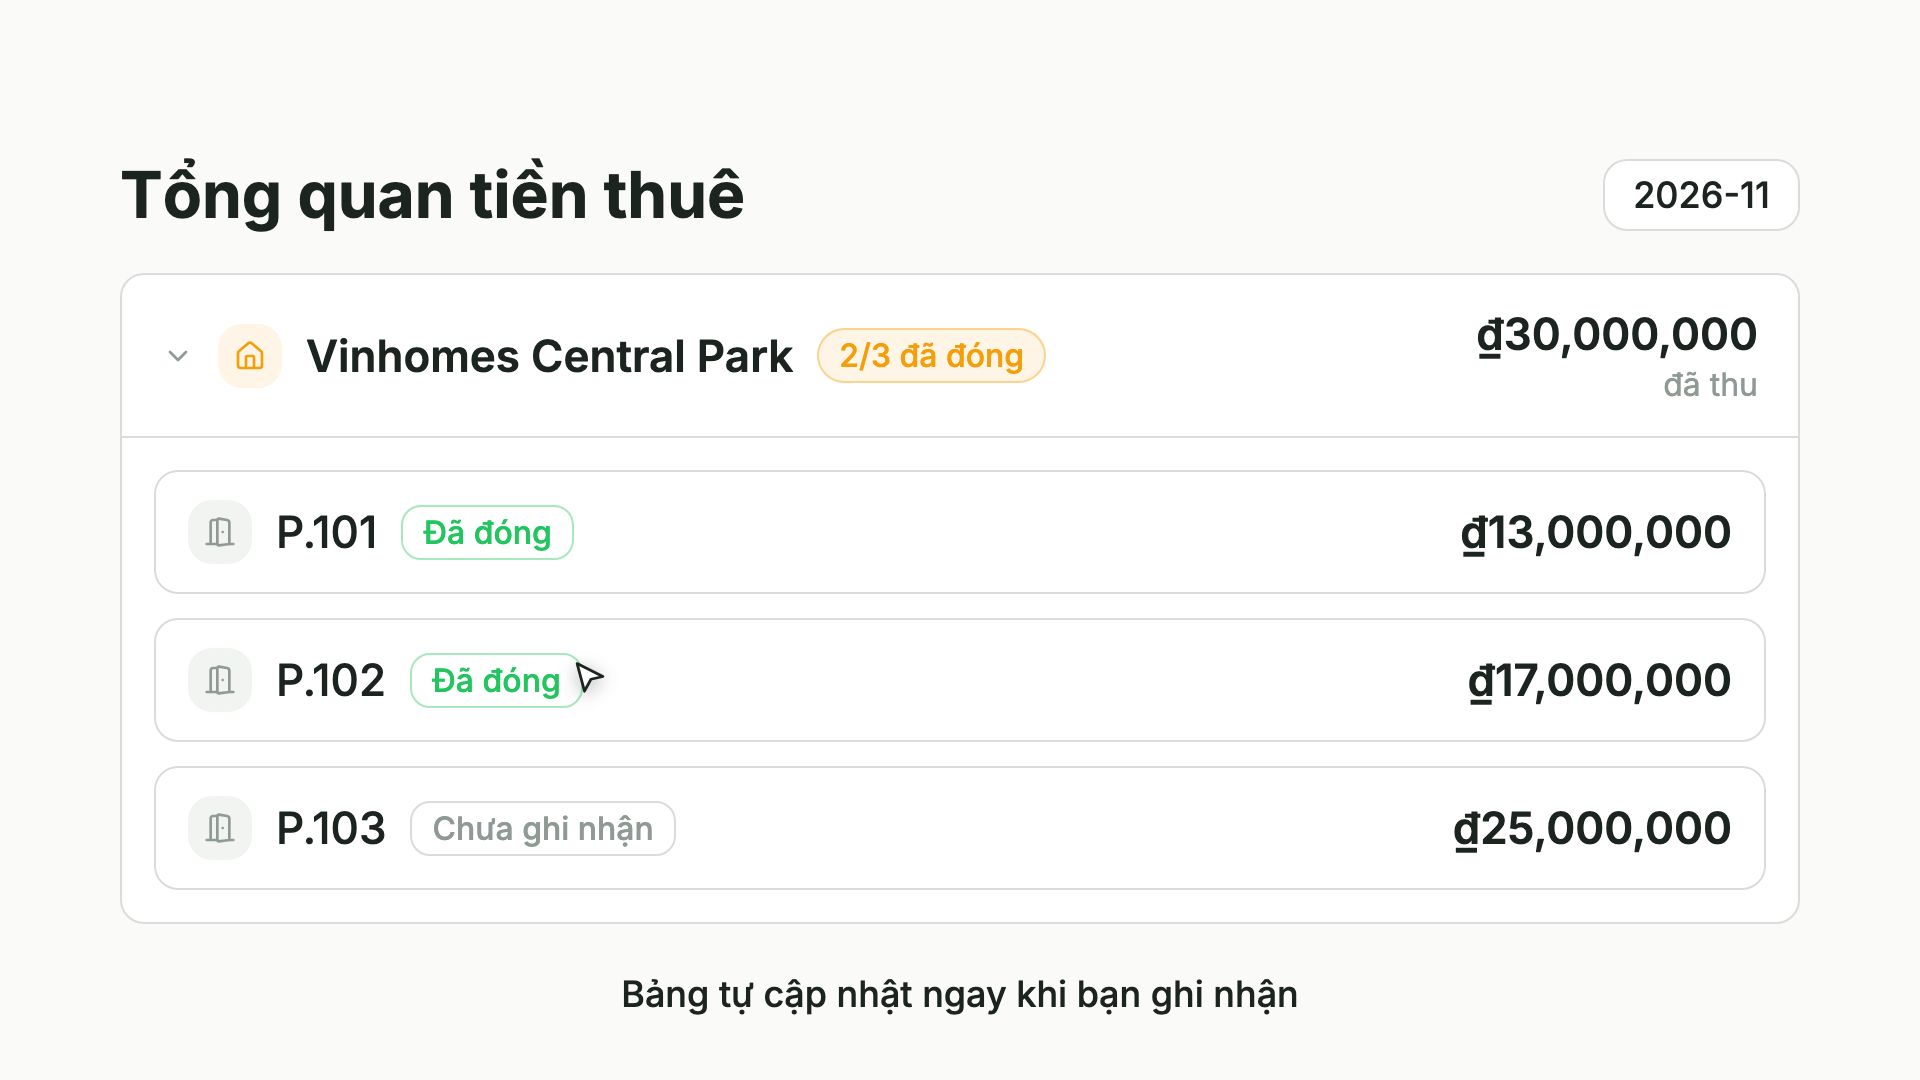 Tổng quan tiền thuê
2026-11
Vinhomes Central Park
2/3 đã đóng
₫30,000,000
đã thu
P.101
Đã đóng
₫13,000,000
P.102
Đã đóng
₫17,000,000
P.103
Chưa ghi nhận
₫25,000,000
Bảng tự cập nhật ngay khi bạn ghi nhận